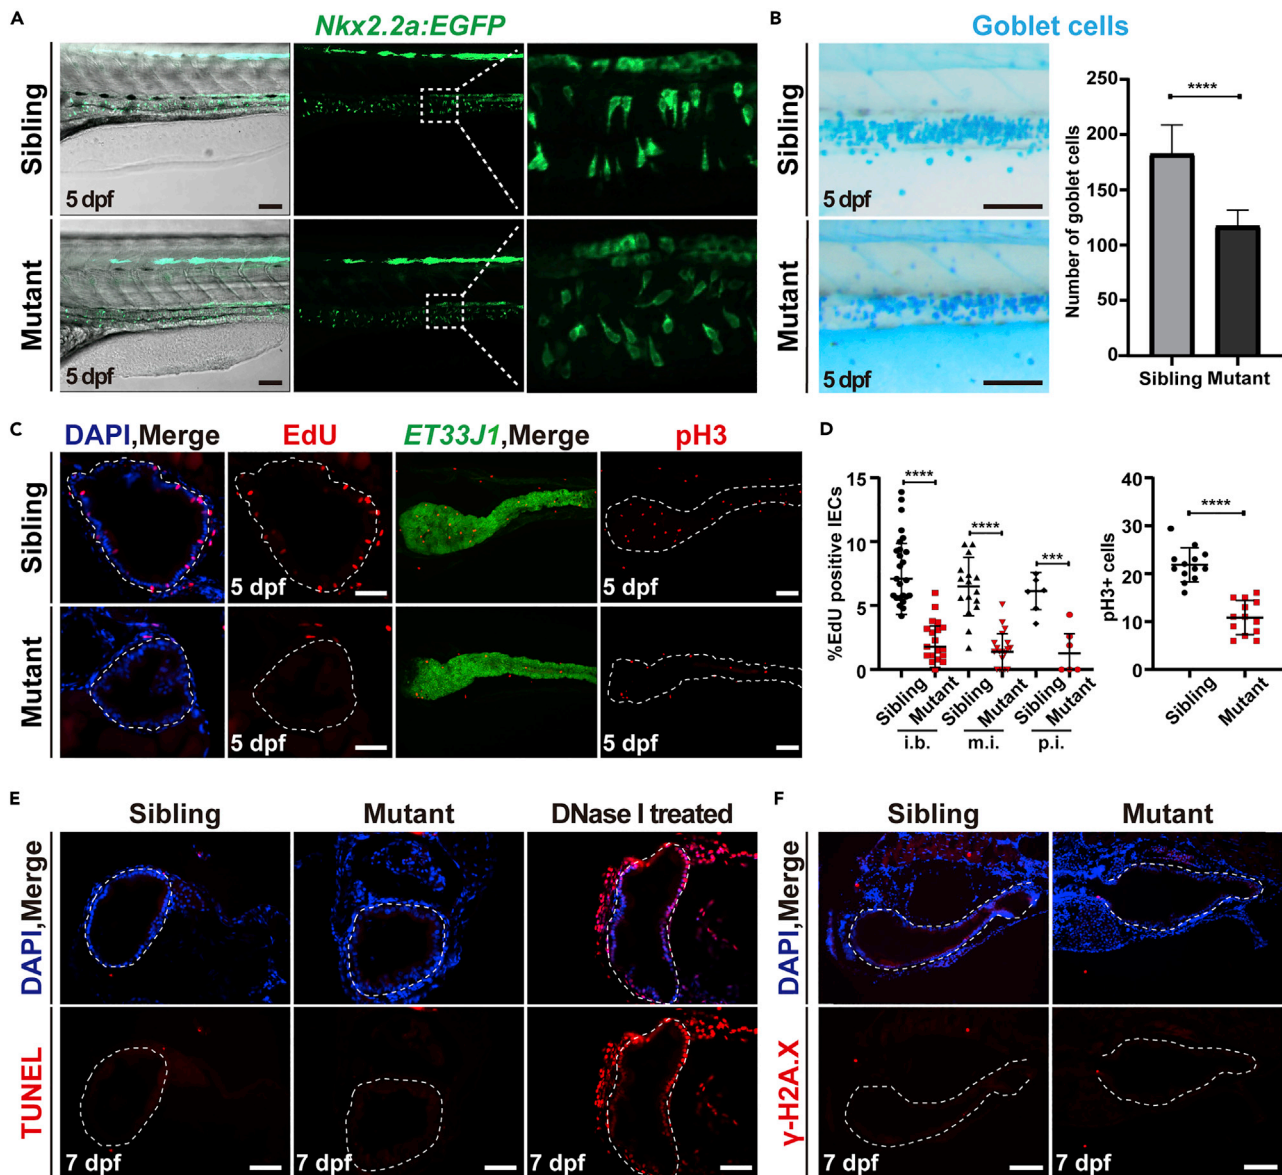 A
Nkx2.2a:EGFP
Sibling
5 dpf
Mutant
5 dpf
B
Goblet cells
Sibling
5 dpf
Mutant
5dpf
Number of goblet cells
250
200
150
100
50
0
****
Sibling Mutant
C
DAPI,Merge
EdU
ET33J1,Merge
pH3
Sibling
5 dpf
5 dpf
Mutant
5 dpf
5 dpf
D
%EdU positive IECs
15
10
5
0
****
****
***
Sibling
Mutant
Sibling
Mutant
Sibling
Mutant
i.b.
m.i.
p.i.
pH3+ cells
40
30
20
10
0
****
Sibling
Mutant
E
Sibling
Mutant
DNase I treated
DAPI,Merge
TUNEL
7 dpf
7 dpf
7 dpf
F
Sibling
Mutant
DAPI,Merge
γ-H2A.X
7 dpf
7 dpf